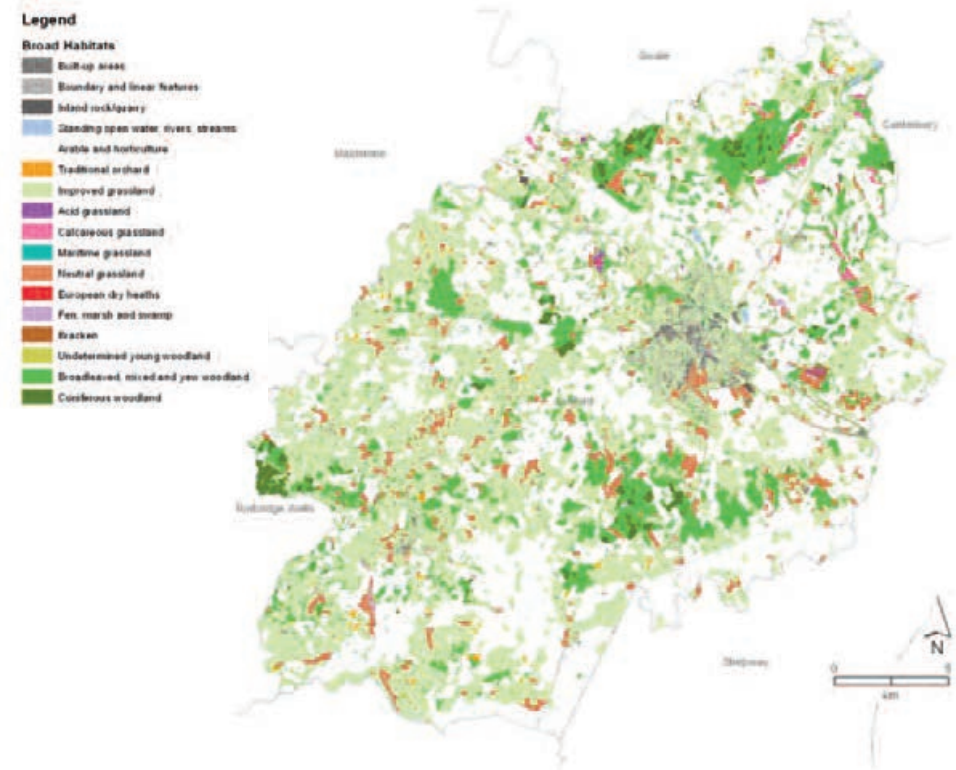 Legend
Broad Habitats
Built-up areas
Boundary and linear features
Inland rock/quarry
Standing open water, rivers, streams
Arable and horticulture
Traditional orchard
Improved grassland
Acid grassland
Calcareous grassland
Maritime grassland
Neutral grassland
European dry heaths
Fen, marsh and swamp
Bracken
Undetermined young woodland
Broadleaved, mixed and yew woodland
Coniferous woodland
Swale
Canterbury
Maidstone
Ashford
Tunbridge Wells
Shepway
N
0
km